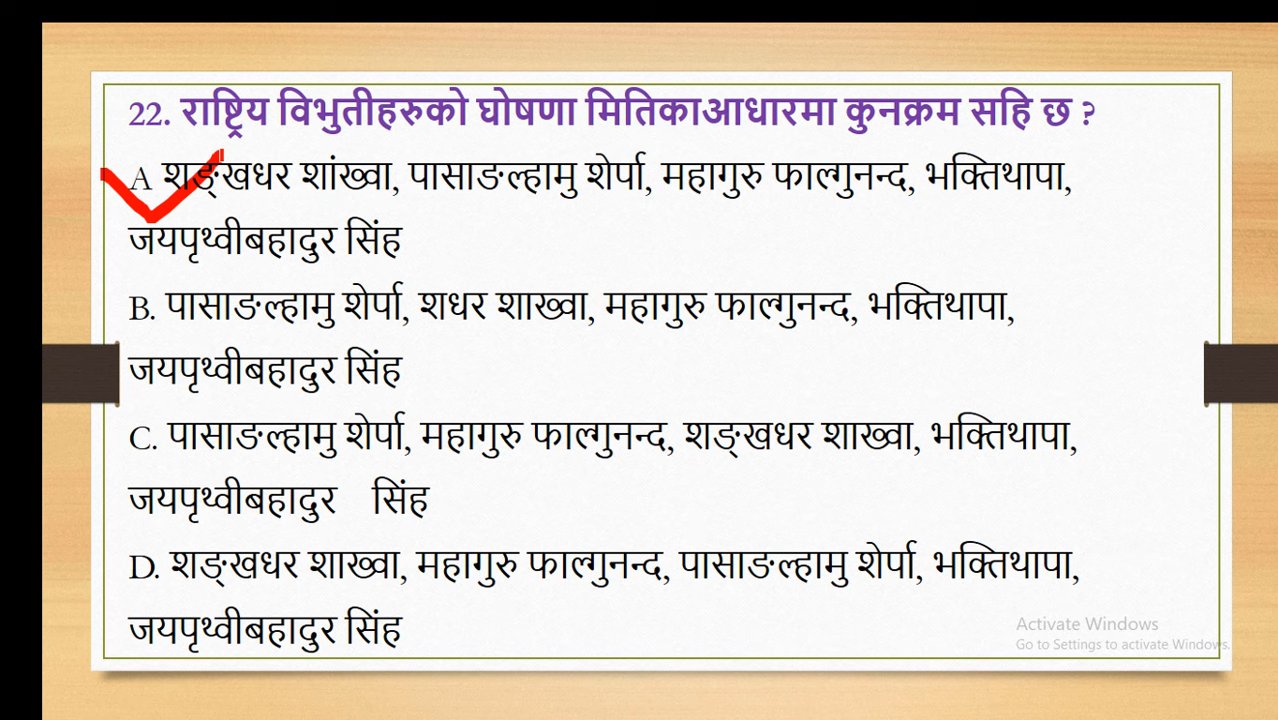 22. राष्ट्रिय विभुतीहरुको घोषणा मितिकाआधारमा कुनक्रम सहि छ ?
A शङ्खधर शांख्वा, पासाङल्हामु शेर्पा, महागुरु फाल्गुनन्द, भक्तिथापा,
जयपृथ्वीबहादुर सिंह
B. पासाङल्हामु शेर्पा, शधर शाख्वा, महागुरु फाल्गुनन्द, भक्तिथापा,
जयपृथ्वीबहादुर सिंह
C. पासाङल्हामु शेर्पा, महागुरु फाल्गुनन्द, शङ्खधर शाख्वा, भक्तिथापा,
जयपृथ्वीबहादुर सिंह
D. शङ्खधर शाख्वा, महागुरु फाल्गुनन्द, पासाङल्हामु शेर्पा, भक्तिथापा,
जयपृथ्वीबहादुर सिंह
Activate Windows
Go to Settings to activate Windows.